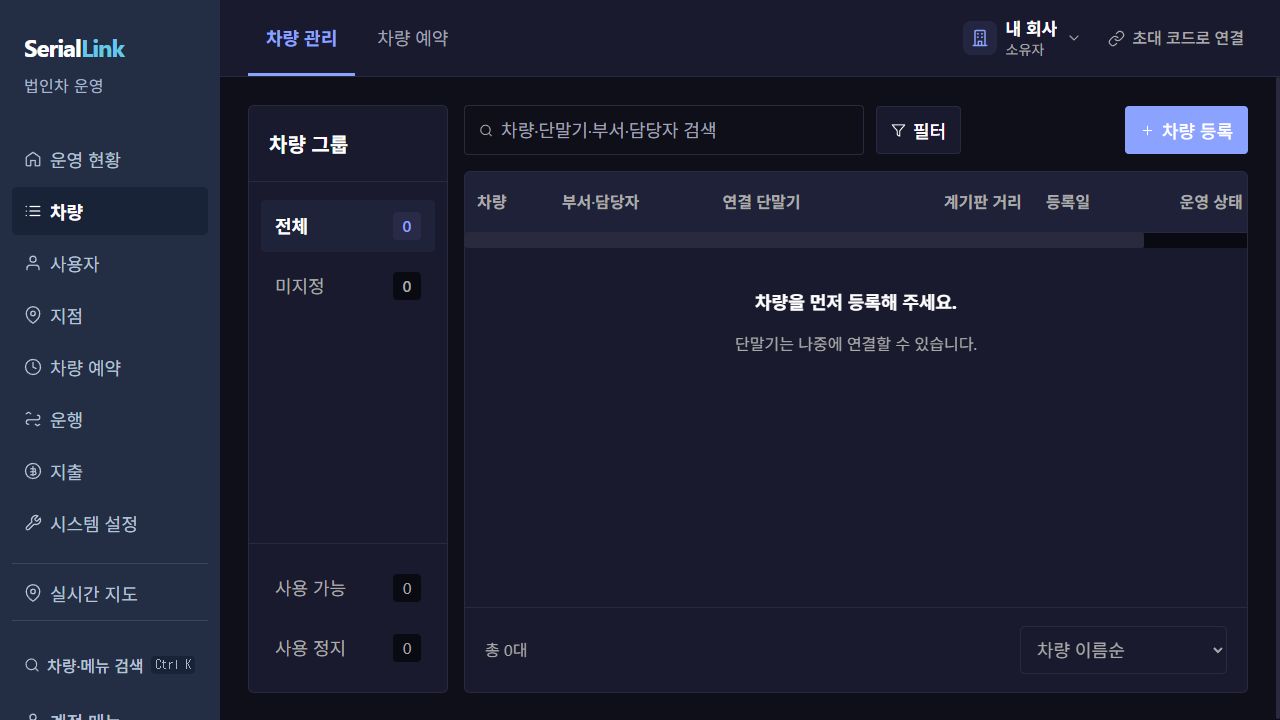 SerialLink
법인차 운영
운영 현황
차량
사용자
지점
차량 예약
운행
지출
시스템 설정
실시간 지도
차량·메뉴 검색 Ctrl K
계정 메뉴
차량 관리
차량 예약
내 회사
소유자
초대 코드로 연결
차량 그룹
전체 0
미지정 0
사용 가능 0
사용 정지 0
차량·단말기·부서·담당자 검색
필터
+ 차량 등록
차량 부서·담당자 연결 단말기 계기판 거리 등록일 운영 상태
차량을 먼저 등록해 주세요.
단말기는 나중에 연결할 수 있습니다.
총 0대
차량 이름순